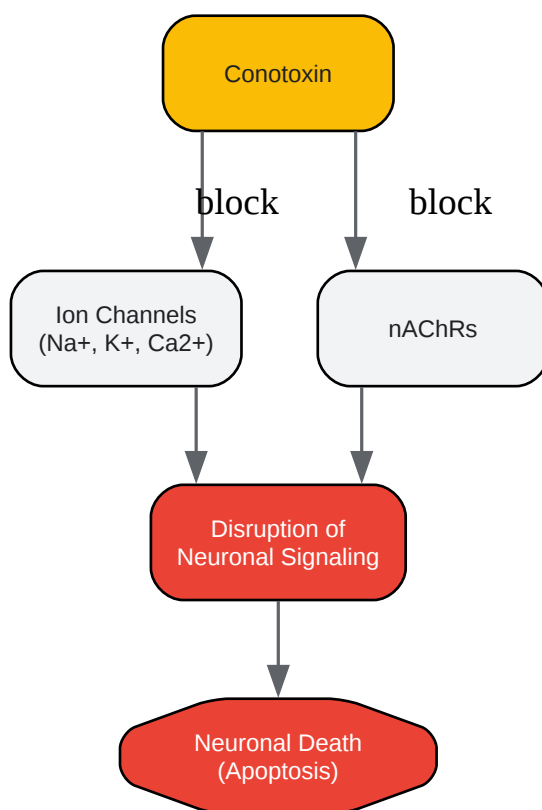 Conotoxin
block
block
Ion Channels
(Na+, K+, Ca2+)
nAChRs
Disruption of
Neuronal Signaling
Neuronal Death
(Apoptosis)